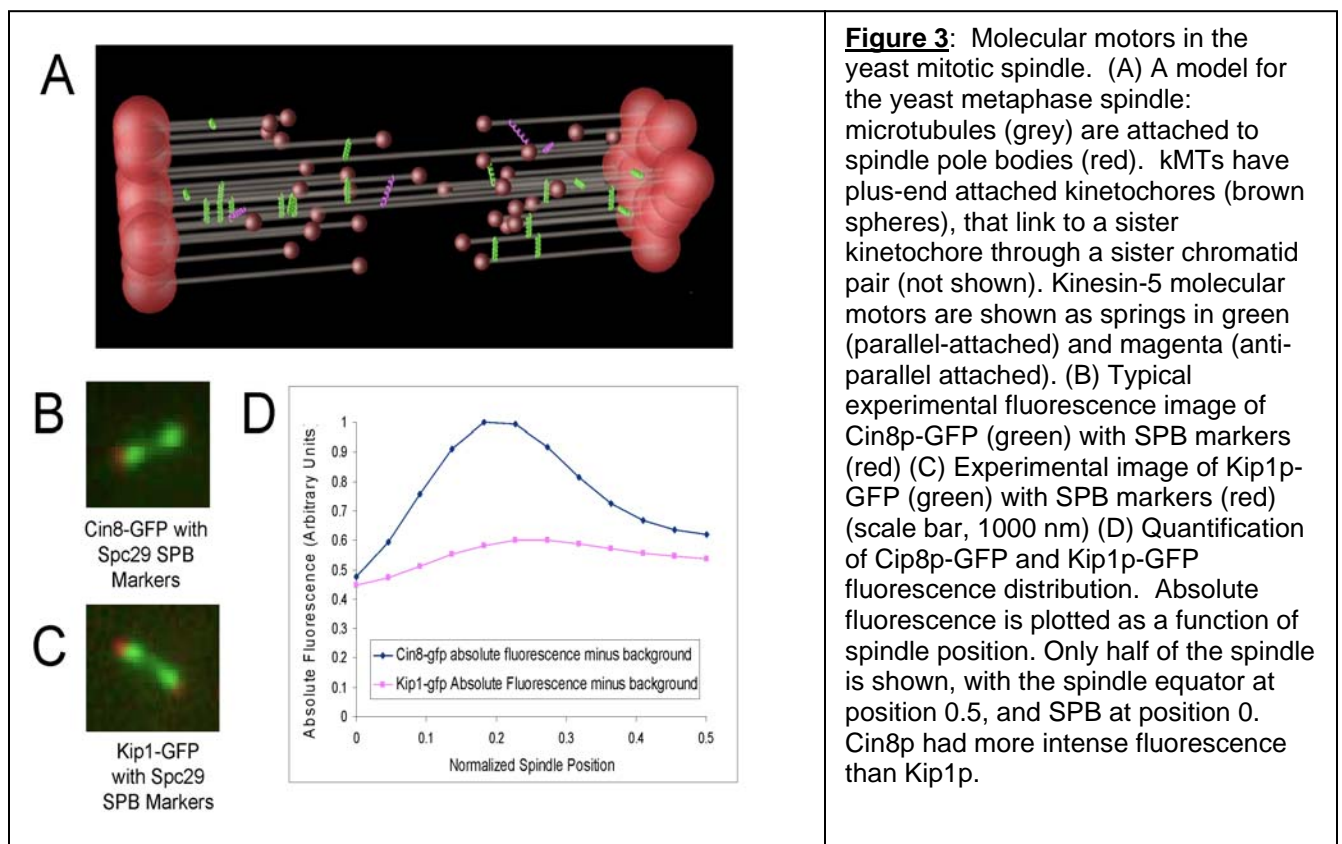 A
B
Cin8-GFP with
Spc29 SPB
Markers
C
Kip1-GFP
with Spc29
SPB Markers
D
Absolute Fluorescence (Arbitrary Units)
1
0.9
0.8
0.7
0.6
0.5
0.4
0.3
0.2
0.1
0
Cin8-gfp absolute fluorescence minus background
Kip1-gfp Absolute Fluorescence minus background
0 0.1 0.2 0.3 0.4 0.5
Normalized Spindle Position
Figure 3: Molecular motors in the
yeast mitotic spindle. (A) A model for
the yeast metaphase spindle:
microtubules (grey) are attached to
spindle pole bodies (red). kMTs have
plus-end attached kinetochores (brown
spheres), that link to a sister
kinetochore through a sister chromatid
pair (not shown). Kinesin-5 molecular
motors are shown as springs in green
(parallel-attached) and magenta (anti-
parallel attached). (B) Typical
experimental fluorescence image of
Cin8p-GFP (green) with SPB markers
(red) (C) Experimental image of Kip1p-
GFP (green) with SPB markers (red)
(scale bar, 1000 nm) (D) Quantification
of Cip8p-GFP and Kip1p-GFP
fluorescence distribution. Absolute
fluorescence is plotted as a function of
spindle position. Only half of the spindle
is shown, with the spindle equator at
position 0.5, and SPB at position 0.
Cin8p had more intense fluorescence
than Kip1p.